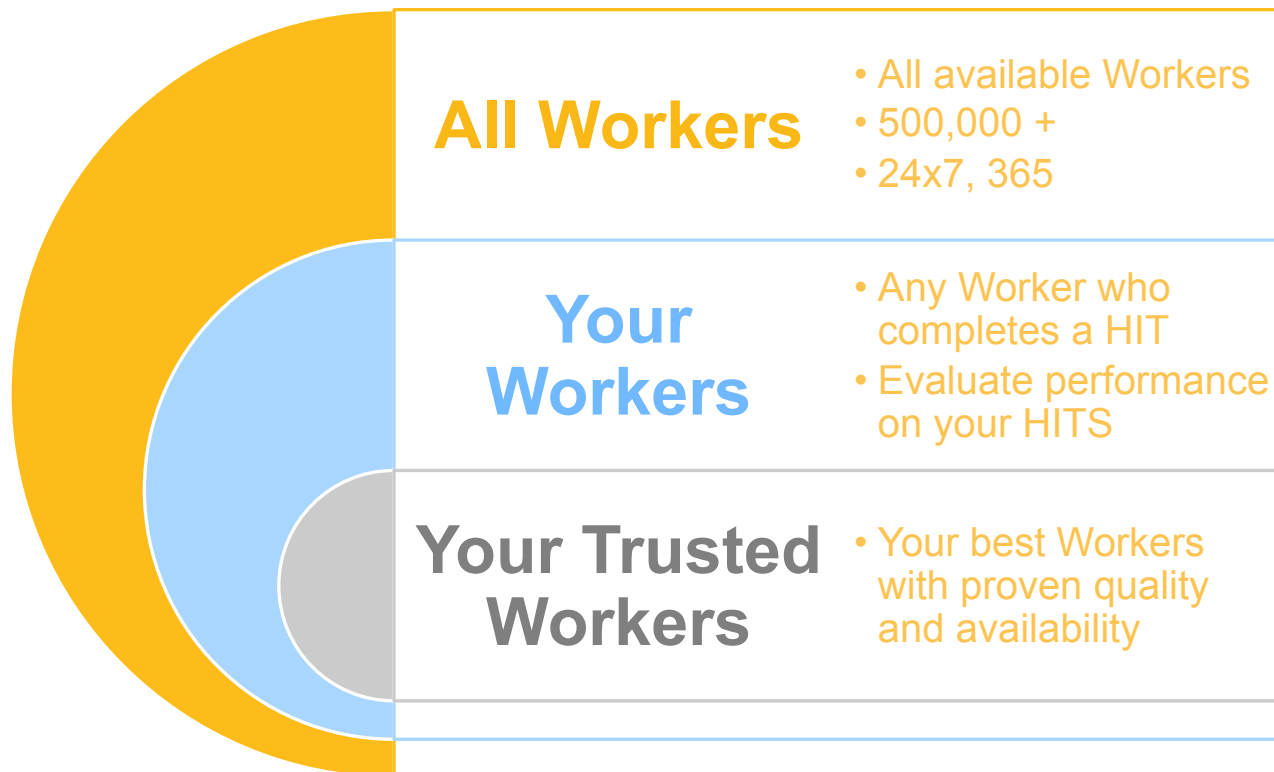 All Workers
• All available Workers
• 500,000 +
• 24x7, 365
Your
Workers
• Any Worker who
completes a HIT
• Evaluate performance
on your HITS
Your Trusted
Workers
• Your best Workers
with proven quality
and availability